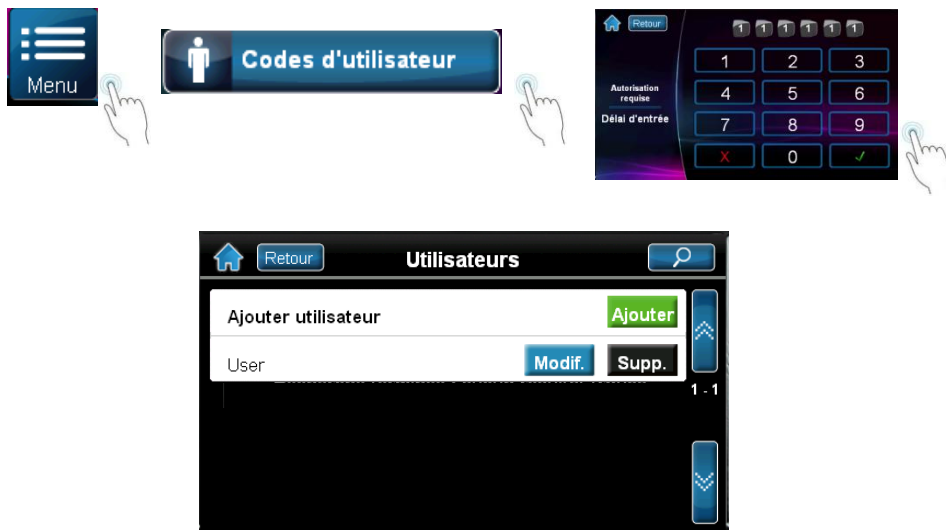 Menu
Codes d'utilisateur
Retour
1 1 1 1 1 1
Autorisation
requise
Délai d'entrée
1 2 3
4 5 6
7 8 9
X 0
Retour
Utilisateurs
Ajouter utilisateur
Ajouter
User
Modif.
Supp.
1 - 1